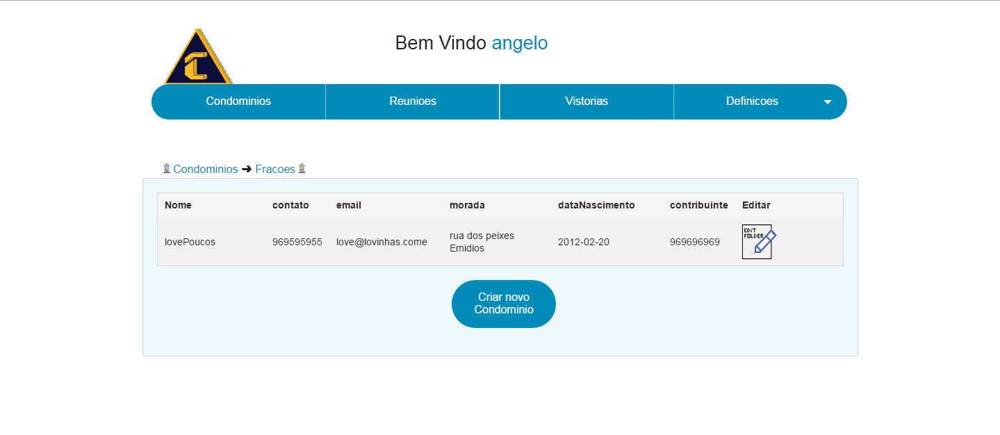 Bem Vindo angelo
Condominios Reunioes Vistorias Definicoes
Condominios ➔ Fracoes
Nome contato email morada dataNascimento contribuinte Editar
lovePoucos 969595955 love@lovinhas.come rua dos peixes 2012-02-20 969696969 EDiT
Emidios FOLDER
Criar novo
Condominio